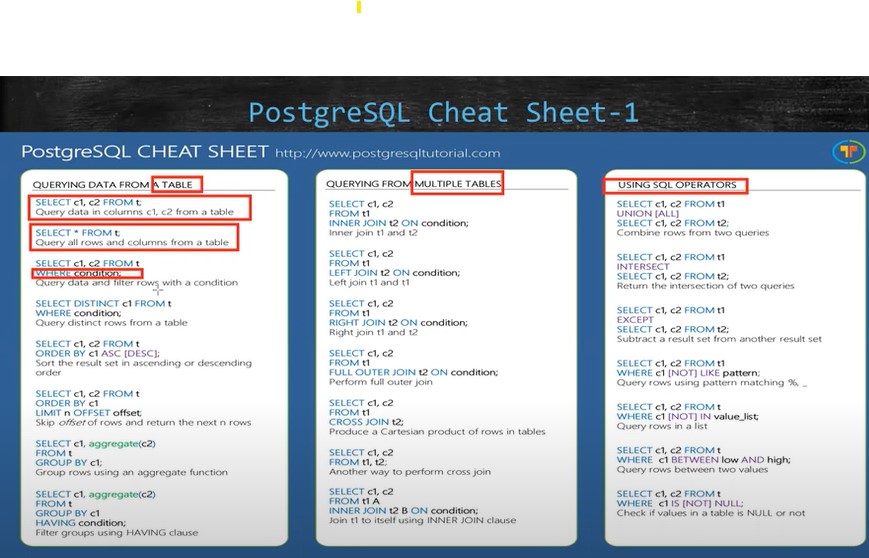 PostgreSQL Cheat Sheet-1
PostgreSQL CHEAT SHEET http://www.postgresqltutorial.com
QUERYING DATA FROM A TABLE
SELECT c1, c2 FROM t;
Query data in columns c1, c2 from a table
SELECT * FROM t;
Query all rows and columns from a table
SELECT c1, c2 FROM t
WHERE condition;
Query data and filter rows with a condition
SELECT DISTINCT c1 FROM t
WHERE condition;
Query distinct rows from a table
SELECT c1, c2 FROM t
ORDER BY c1 ASC [DESC];
Sort the result set in ascending or descending
order
SELECT c1, c2 FROM t
ORDER BY c1
LIMIT n OFFSET offset;
Skip offset of rows and return the next n rows
SELECT c1, aggregate(c2)
FROM t
GROUP BY c1;
Group rows using an aggregate function
SELECT c1, aggregate(c2)
FROM t
GROUP BY c1
HAVING condition;
Filter groups using HAVING clause
QUERYING FROM MULTIPLE TABLES
SELECT c1, c2
FROM t1
INNER JOIN t2 ON condition;
Inner join t1 and t2
SELECT c1, c2
FROM t1
LEFT JOIN t2 ON condition;
Left join t1 and t1
SELECT c1, c2
FROM t1
RIGHT JOIN t2 ON condition;
Right join t1 and t2
SELECT c1, c2
FROM t1
FULL OUTER JOIN t2 ON condition;
Perform full outer join
SELECT c1, c2
FROM t1
CROSS JOIN t2;
Produce a Cartesian product of rows in tables
SELECT c1, c2
FROM t1, t2;
Another way to perform cross join
SELECT c1, c2
FROM t1 A
INNER JOIN t2 B ON condition;
Join t1 to itself using INNER JOIN clause
USING SQL OPERATORS
SELECT c1, c2 FROM t1
UNION [ALL]
SELECT c1, c2 FROM t2;
Combine rows from two queries
SELECT c1, c2 FROM t1
INTERSECT
SELECT c1, c2 FROM t2;
Return the intersection of two queries
SELECT c1, c2 FROM t1
EXCEPT
SELECT c1, c2 FROM t2;
Subtract a result set from another result set
SELECT c1, c2 FROM t1
WHERE c1 [NOT] LIKE pattern;
Query rows using pattern matching %, _
SELECT c1, c2 FROM t
WHERE c1 [NOT] IN value_list;
Query rows in a list
SELECT c1, c2 FROM t
WHERE c1 BETWEEN low AND high;
Query rows between two values
SELECT c1, c2 FROM t
WHERE c1 IS [NOT] NULL;
Check if values in a table is NULL or not